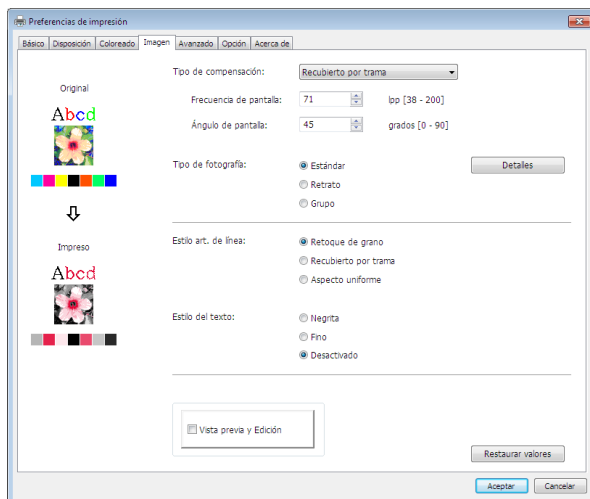 Preferencias de impresión
Básico Disposición Coloreado Imagen Avanzado Opción Acerca de
Tipo de compensación: Recubierto por trama
Original
Frecuencia de pantalla: 71 lpp [38 - 200]
Abcd
Ángulo de pantalla: 45 grados [0 - 90]
Tipo de fotografía: Estándar Detalles
Retrato
Grupo
Impreso
Estilo art. de línea: Retoque de grano
Abcd
Recubierto por trama
Aspecto uniforme
Estilo del texto: Negrita
Fino
Desactivado
Vista previa y Edición
Restaurar valores
Aceptar Cancelar